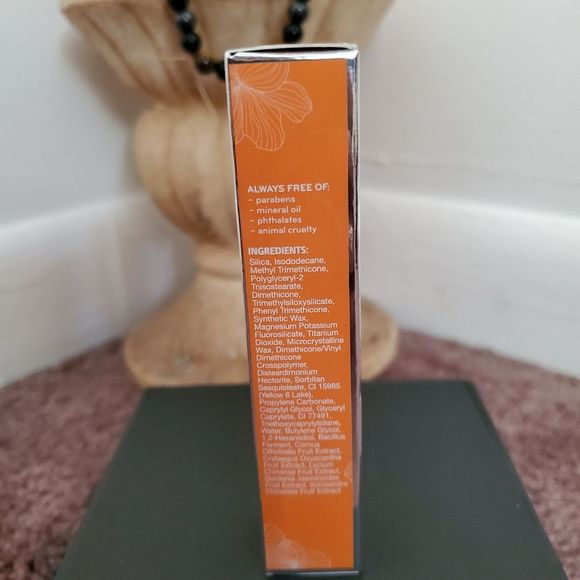 ALWAYS FREE OF:
- parabens
- mineral oil
- phthalates
- animal cruelty
INGREDIENTS:
Silica, Isododecane,
Methyl Trimethicone,
Polyglyceryl-2
Triisostearate,
Dimethicone,
Trimethylsiloxysilicate,
Phenyl Trimethicone,
Synthetic Wax,
Magnesium Potassium
Fluorosilicate, Titanium
Dioxide, Microcrystalline
Wax, Dimethicone/Vinyl
Dimethicone
Crosspolymer,
Disteardimonium
Hectorite, Sorbitan
Sesquioleate, CI 15985
(Yellow 6 Lake),
Propylene Carbonate,
Caprylyl Glycol, Glyceryl
Caprylate, CI 77491,
Triethoxycaprylylsilane,
Water, Butylene Glycol,
1,2-Hexanediol, Bacillus
Ferment, Cornus
Officinalis Fruit Extract,
Crataegus Oxyacantha
Fruit Extract, Lycium
Chinense Fruit Extract,
Gardenia Jasminoides
Fruit Extract, Schisandra
Chinensis Fruit Extract